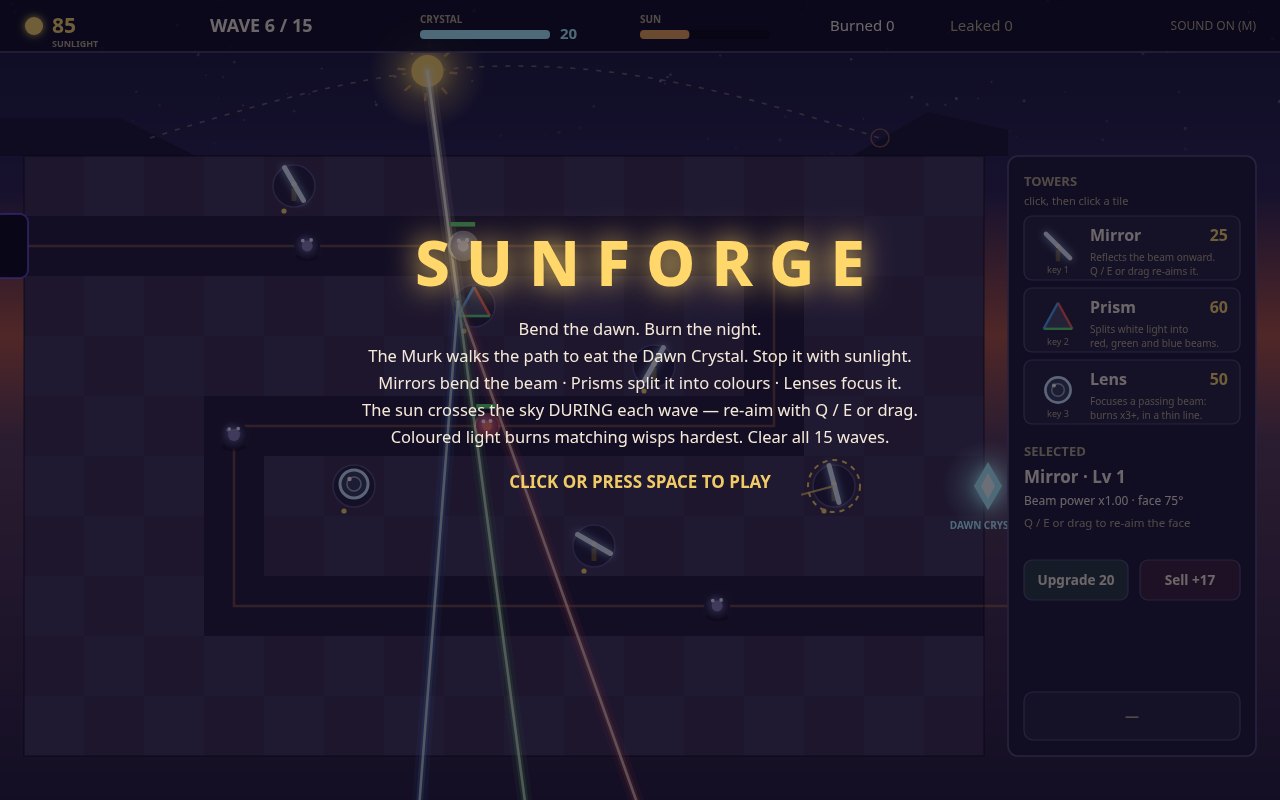 85
SUNLIGHT
WAVE 6 / 15
CRYSTAL
20
SUN
Burned 0
Leaked 0
SOUND ON (M)
SUNFORGE
Bend the dawn. Burn the night.
The Murk walks the path to eat the Dawn Crystal. Stop it with sunlight.
Mirrors bend the beam · Prisms split it into colours · Lenses focus it.
The sun crosses the sky DURING each wave — re-aim with Q / E or drag.
Coloured light burns matching wisps hardest. Clear all 15 waves.
CLICK OR PRESS SPACE TO PLAY
DAWN CRYS
TOWERS
click, then click a tile
Mirror 25
Reflects the beam onward.
Q / E or drag re-aims it.
key 1
Prism 60
Splits white light into
red, green and blue beams.
key 2
Lens 50
Focuses a passing beam:
burns x3+, in a thin line.
key 3
SELECTED
Mirror · Lv 1
Beam power x1.00 · face 75°
Q / E or drag to re-aim the face
Upgrade 20
Sell +17
—